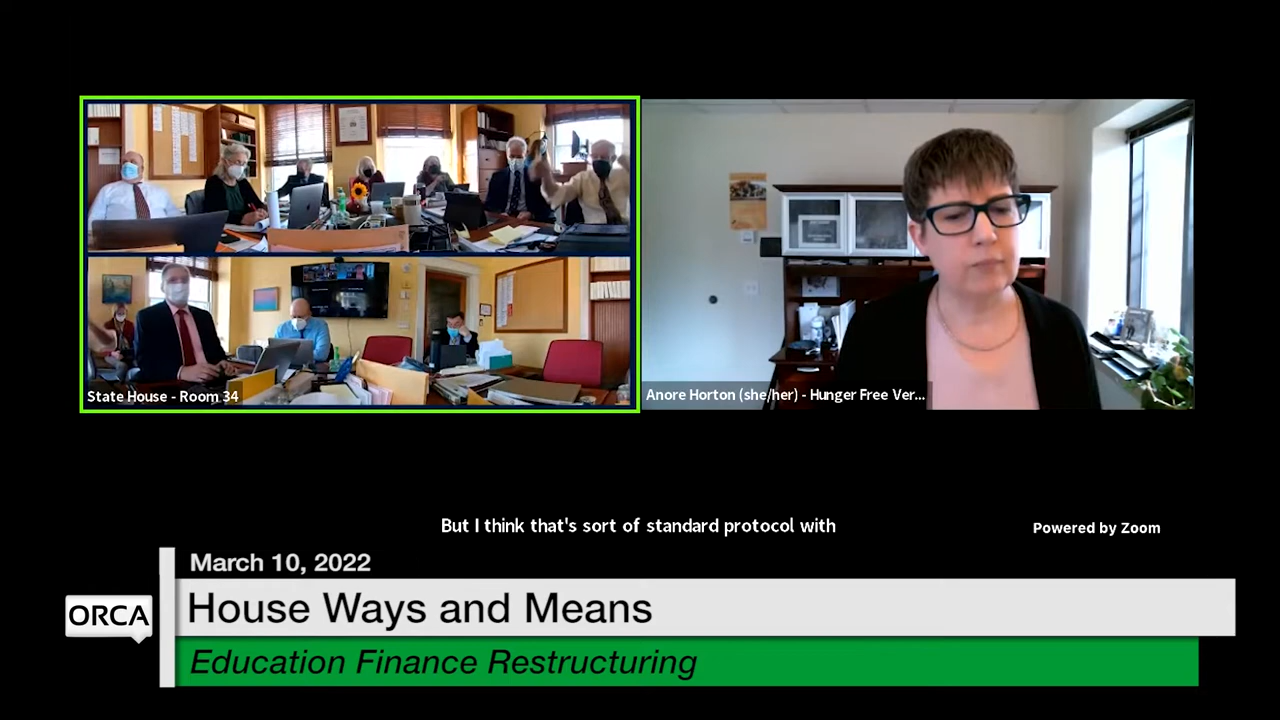 State House - Room 34
Anore Horton (she/her) - Hunger Free Ver...
But I think that's sort of standard protocol with
Powered by Zoom
March 10, 2022
ORCA
House Ways and Means
Education Finance Restructuring